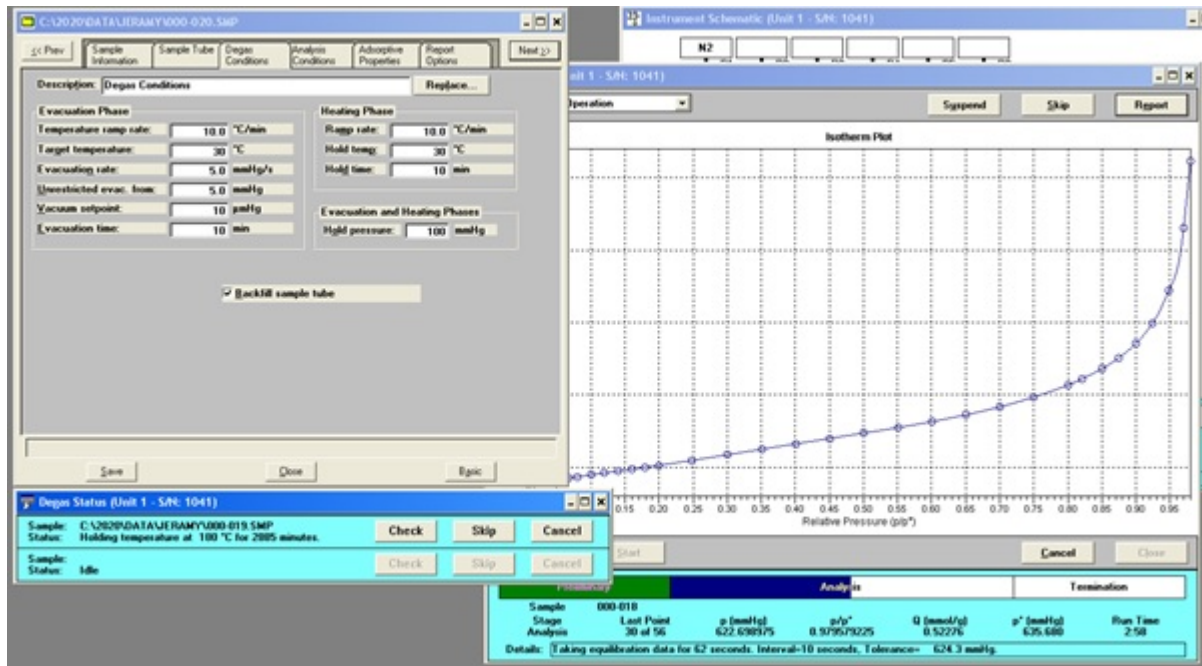 C:\2020\DATA\JERAMY\000-020.SMP
<< Prev
Sample Information
Sample Tube
Degas Conditions
Analysis Conditions
Adsorptive Properties
Report Options
Next >>
Description: Degas Conditions
Replace...
Evacuation Phase
Temperature ramp rate: 10.0 °C/min
Target temperature: 30 °C
Evacuation rate: 5.0 mmHg/s
Unrestricted evac. from: 5.0 mmHg
Vacuum setpoint: 10 µmHg
Evacuation time: 10 min
Heating Phase
Ramp rate: 10.0 °C/min
Hold temp: 30 °C
Hold time: 10 min
Evacuation and Heating Phases
Hold pressure: 100 mmHg
Backfill sample tube
Save Close Basic
Instrument Schematic (Unit 1 - S/N: 1041)
N2
nit 1 - S/N: 1041)
Operation
Suspend Skip Report
Isotherm Plot
0.15 0.20 0.25 0.30 0.35 0.40 0.45 0.50 0.55 0.60 0.65 0.70 0.75 0.80 0.85 0.90 0.95
Relative Pressure (p/p°)
Start Cancel Close
Degas Status (Unit 1 - S/N: 1041)
Sample: C:\2020\DATA\JERAMY\000-019.SMP
Status: Holding temperature at 100 °C for 2885 minutes.
Check Skip Cancel
Sample:
Status: Idle
Check Skip Cancel
Preliminary Analysis Termination
Sample 000-018
Stage Last Point p (mmHg) p/p° Q (mmol/g) p° (mmHg) Run Time
Analysis 30 of 56 622.698975 0.979579225 0.52276 635.680 2:58
Details: Taking equilibration data for 62 seconds. Interval=10 seconds, Tolerance= 624.3 mmHg.